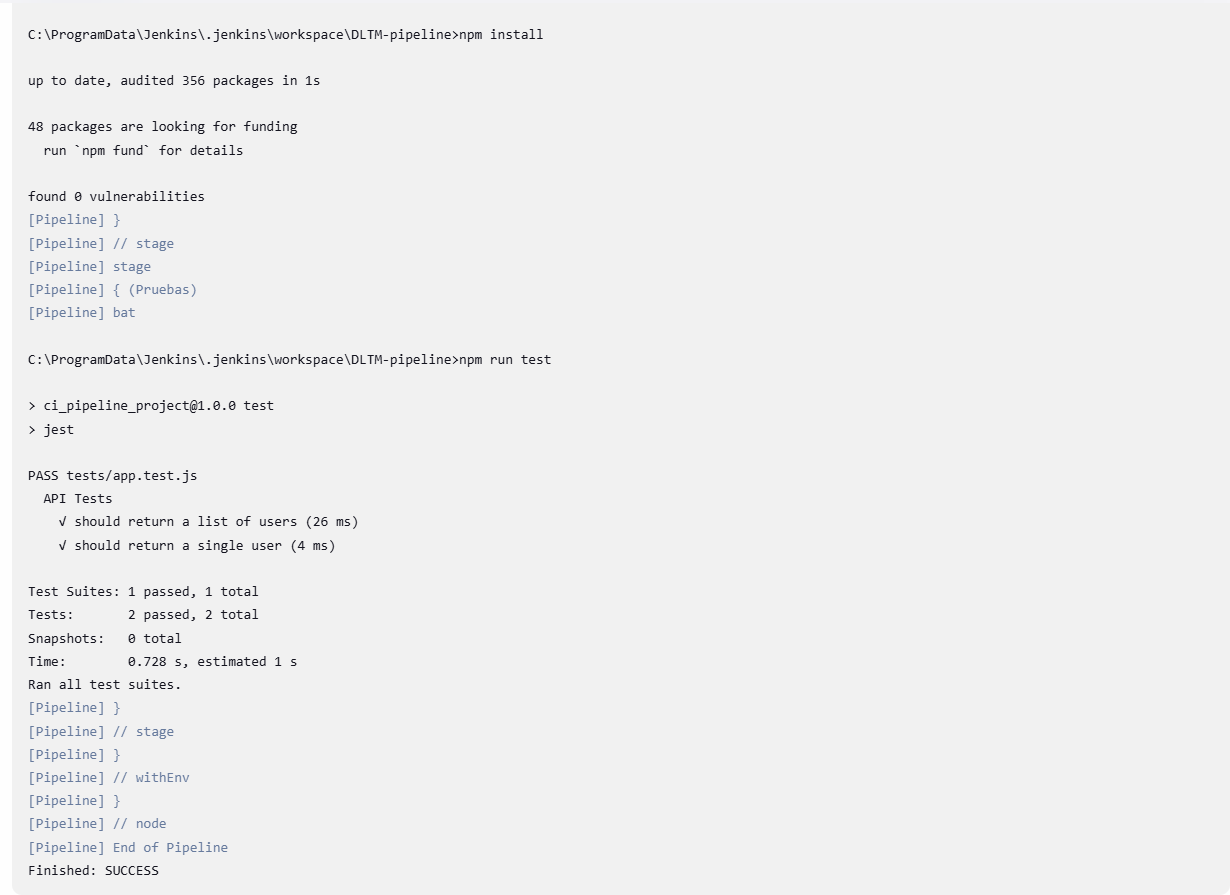 C:\ProgramData\Jenkins\.jenkins\workspace\DLTM-pipeline>npm install
up to date, audited 356 packages in 1s
48 packages are looking for funding
  run `npm fund` for details
found 0 vulnerabilities
[Pipeline] }
[Pipeline] // stage
[Pipeline] stage
[Pipeline] { (Pruebas)
[Pipeline] bat
C:\ProgramData\Jenkins\.jenkins\workspace\DLTM-pipeline>npm run test
> ci_pipeline_project@1.0.0 test
> jest
PASS tests/app.test.js
  API Tests
    √ should return a list of users (26 ms)
    √ should return a single user (4 ms)
Test Suites: 1 passed, 1 total
Tests:       2 passed, 2 total
Snapshots:   0 total
Time:        0.728 s, estimated 1 s
Ran all test suites.
[Pipeline] }
[Pipeline] // stage
[Pipeline] }
[Pipeline] // withEnv
[Pipeline] }
[Pipeline] // node
[Pipeline] End of Pipeline
Finished: SUCCESS